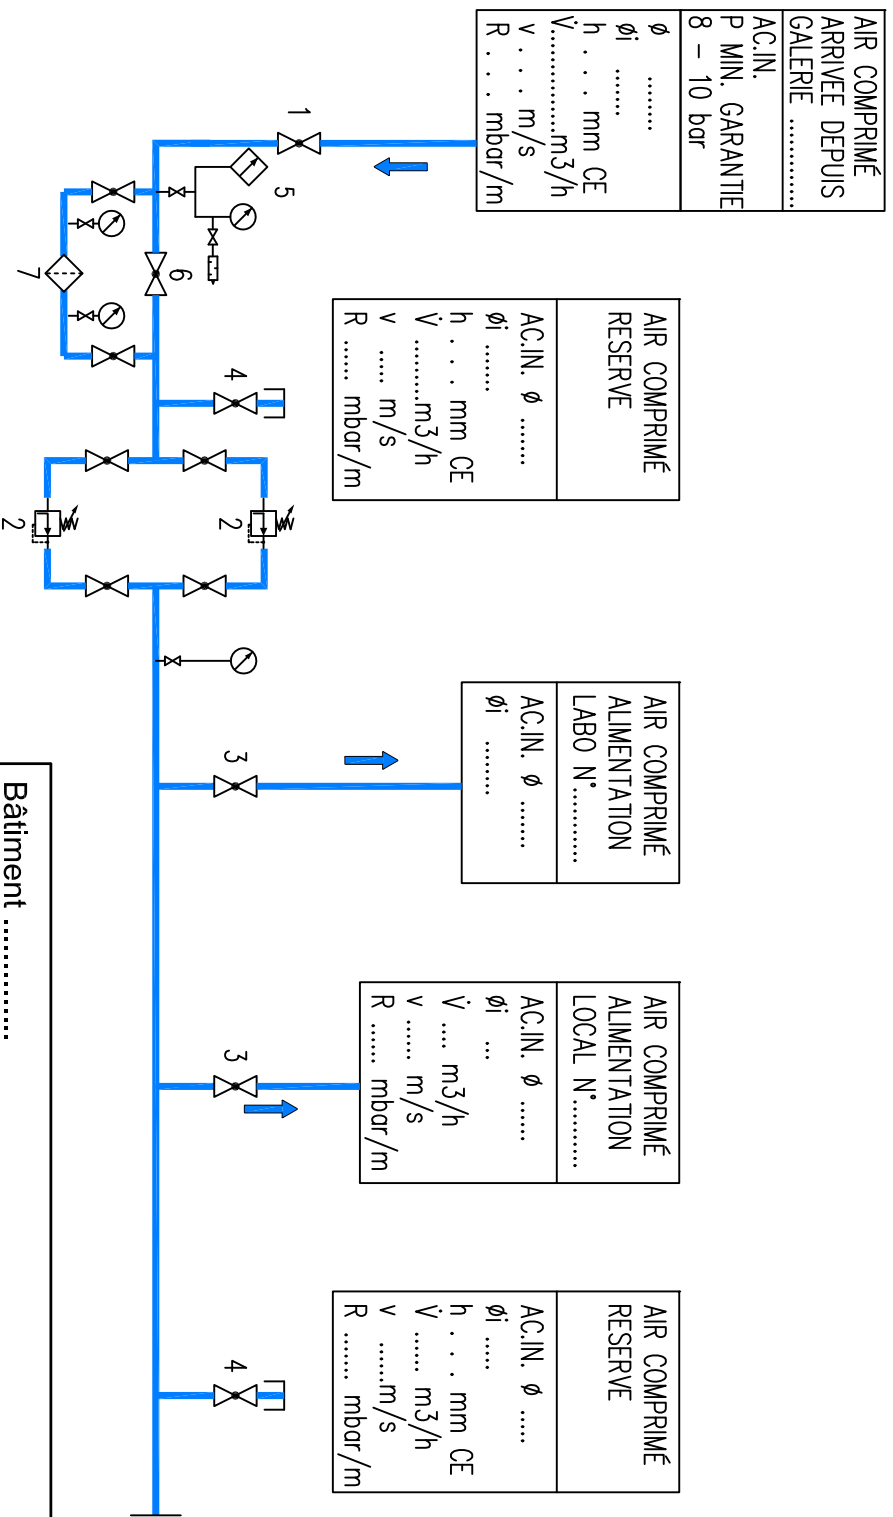 AIR COMPRIMÉ
ARRIVEE DEPUIS
GALERIE ............
AC.IN.
P MIN. GARANTIE
8 - 10 bar
ø ........
øi .......
h . . . mm CE
V̇................m3/h
v . . . m/s
R . . . mbar/m
AIR COMPRIMÉ
RESERVE
AC.IN. ø ........
øi .......
h . . . mm CE
V̇.........m3/h
v ..... m/s
R ..... mbar/m
AIR COMPRIMÉ
ALIMENTATION
LABO N°............
AC.IN. ø ........
øi .........
AIR COMPRIMÉ
ALIMENTATION
LOCAL N°..........
AC.IN. ø .......
øi ...
V̇ .... m3/h
v ...... m/s
R ...... mbar/m
AIR COMPRIMÉ
RESERVE
AC.IN. ø ......
øi .....
h . . . mm CE
V̇ ...... m3/h
v .......m/s
R ....... mbar/m
1
5
6
7
4
2
2
3
3
4
Bâtiment ...............